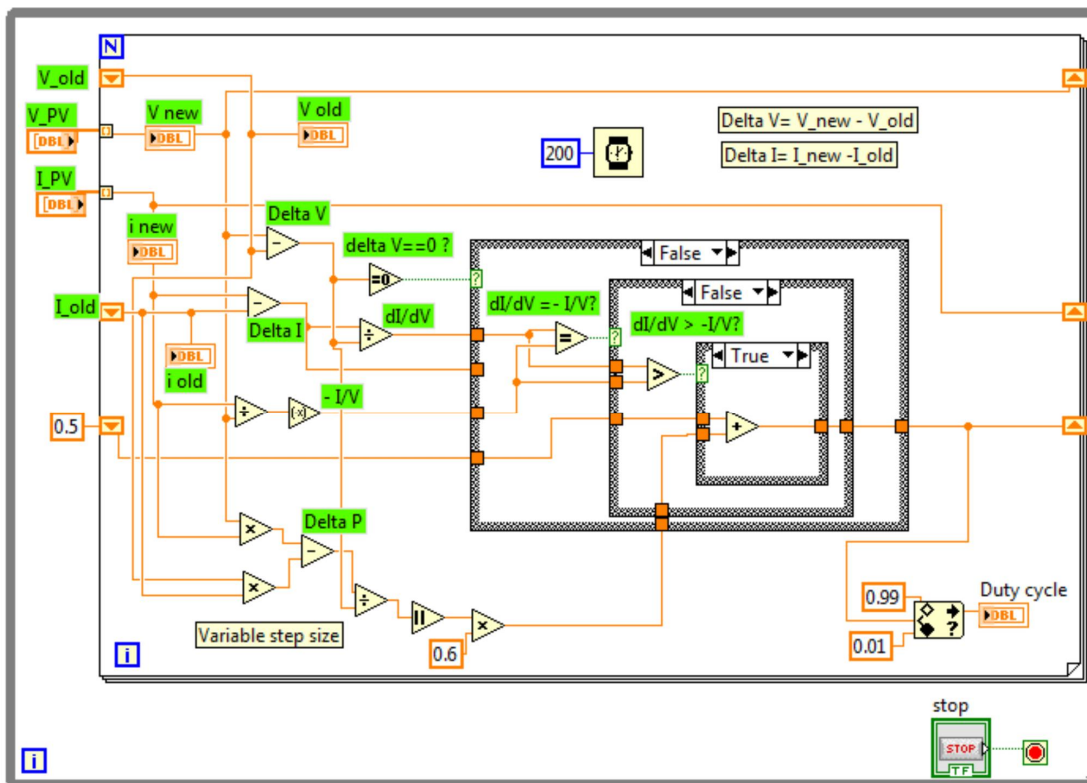 N
V_old
V_PV
DBL
V new
DBL
V old
DBL
Delta V= V_new - V_old
Delta I= I_new -I_old
200
I_PV
DBL
i new
DBL
Delta V
-
delta V==0 ?
=0
?
False
False
I_old
-
Delta I
DBL
i old
÷
dI/dV
dI/dV =- I/V?
=
?
dI/dV > -I/V?
>
?
True
0.5
÷
(-x)
- I/V
+
×
Delta P
-
×
÷
||
×
0.6
Variable step size
i
0.99
0.01
?
Duty cycle
DBL
stop
STOP
TF
i